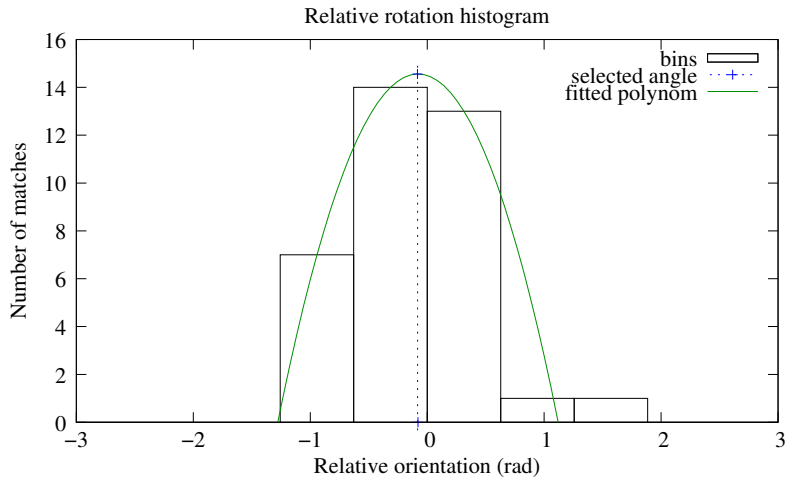 Relative rotation histogram
16
14
12
10
8
6
4
2
0
−3
−2
−1
0
1
2
3
Number of matches
Relative orientation (rad)
bins
selected angle
fitted polynom